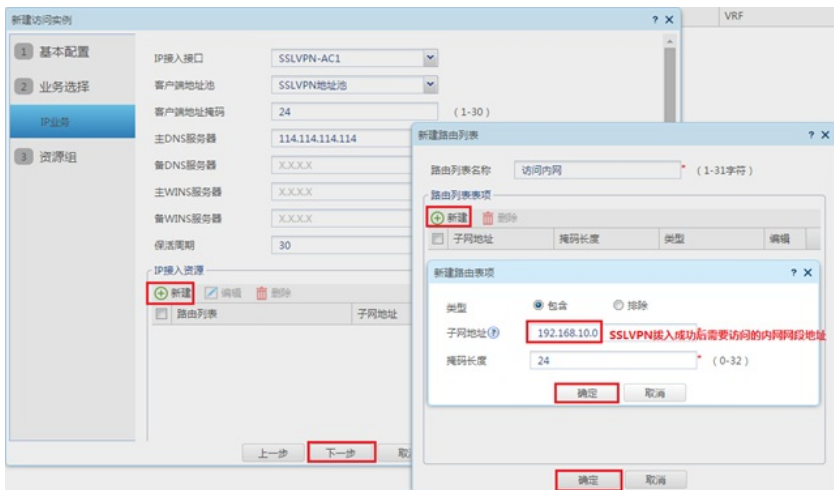 新建访问实例
? X
VRF
1 基本配置
2 业务选择
IP业务
3 资源组
IP接入接口 SSLVPN-AC1
客户端地址池 SSLVPN地址池
客户端地址掩码 24 (1-30)
主DNS服务器 114.114.114.114
备DNS服务器 X.X.X.X
主WINS服务器 X.X.X.X
备WINS服务器 X.X.X.X
保活周期 30
IP接入资源
新建 编辑 删除
路由列表 子网地址
上一步 下一步 取
新建路由列表 ? X
路由列表名称 访问内网 * (1-31字符)
路由列表表项
新建 删除
子网地址 掩码长度 类型 编辑
新建路由表项 ? X
类型 包含 排除
子网地址 ? 192.168.10.0 SSLVPN拨入成功后需要访问的内网网段地址
掩码长度 24 * (0-32)
确定 取消
确定 取消